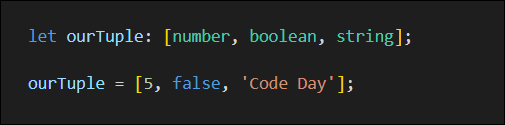 let ourTuple: [number, boolean, string];
ourTuple = [5, false, 'Code Day'];